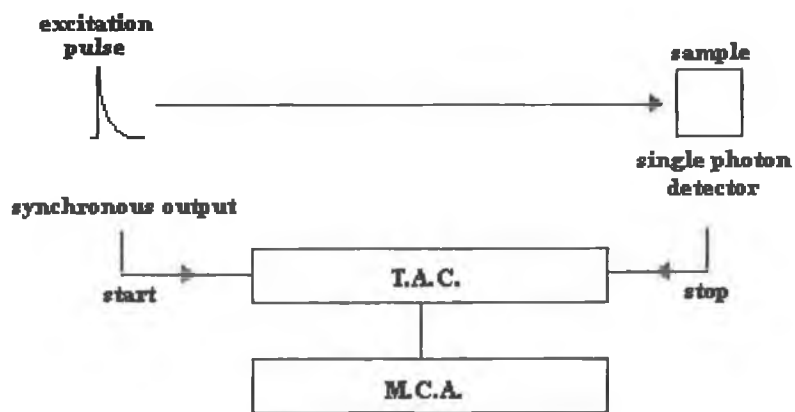 excitation
pulse
sample
single photon
detector
synchronous output
T.A.C.
start
stop
M.C.A.